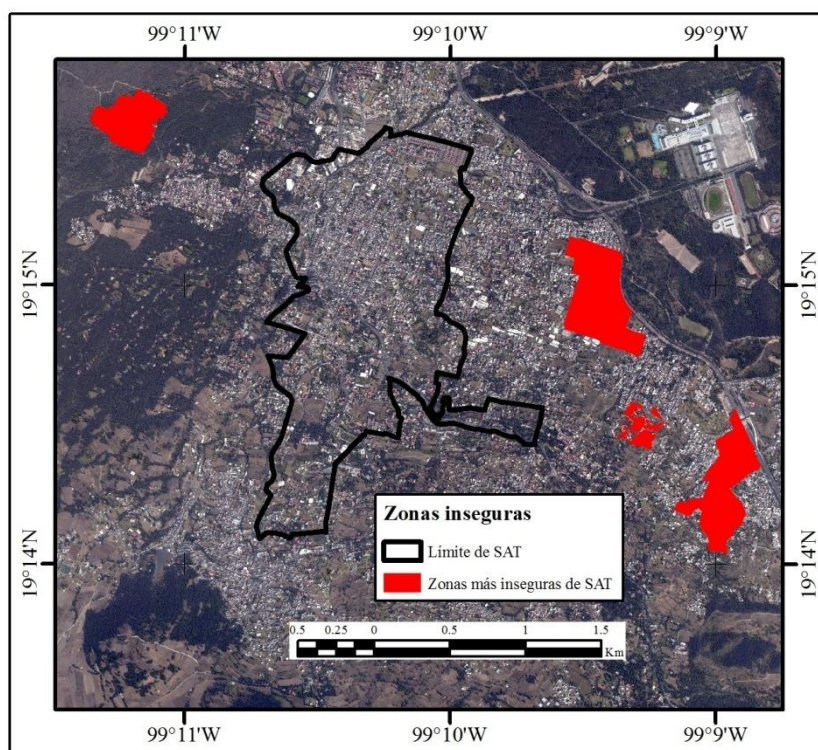 99°11'W 99°10'W 99°9'W
19°15'N 19°15'N
19°14'N 19°14'N
Zonas inseguras
Límite de SAT
Zonas más inseguras de SAT
0.5 0.25 0 0.5 1 1.5
Km
99°11'W 99°10'W 99°9'W